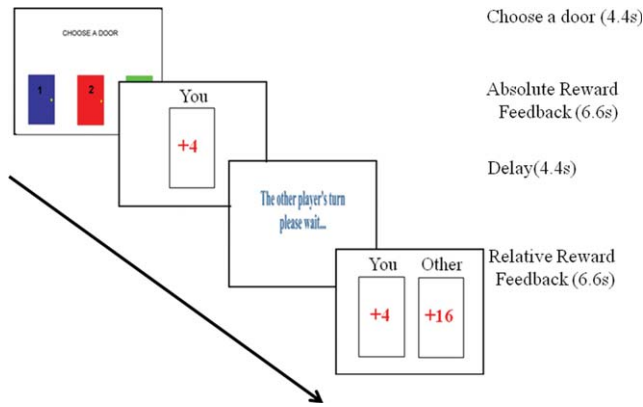 CHOOSE A DOOR
1
2
You
+4
The other player's turn
please wait...
You Other
+4 +16
Choose a door (4.4s)
Absolute Reward
Feedback (6.6s)
Delay(4.4s)
Relative Reward
Feedback (6.6s)